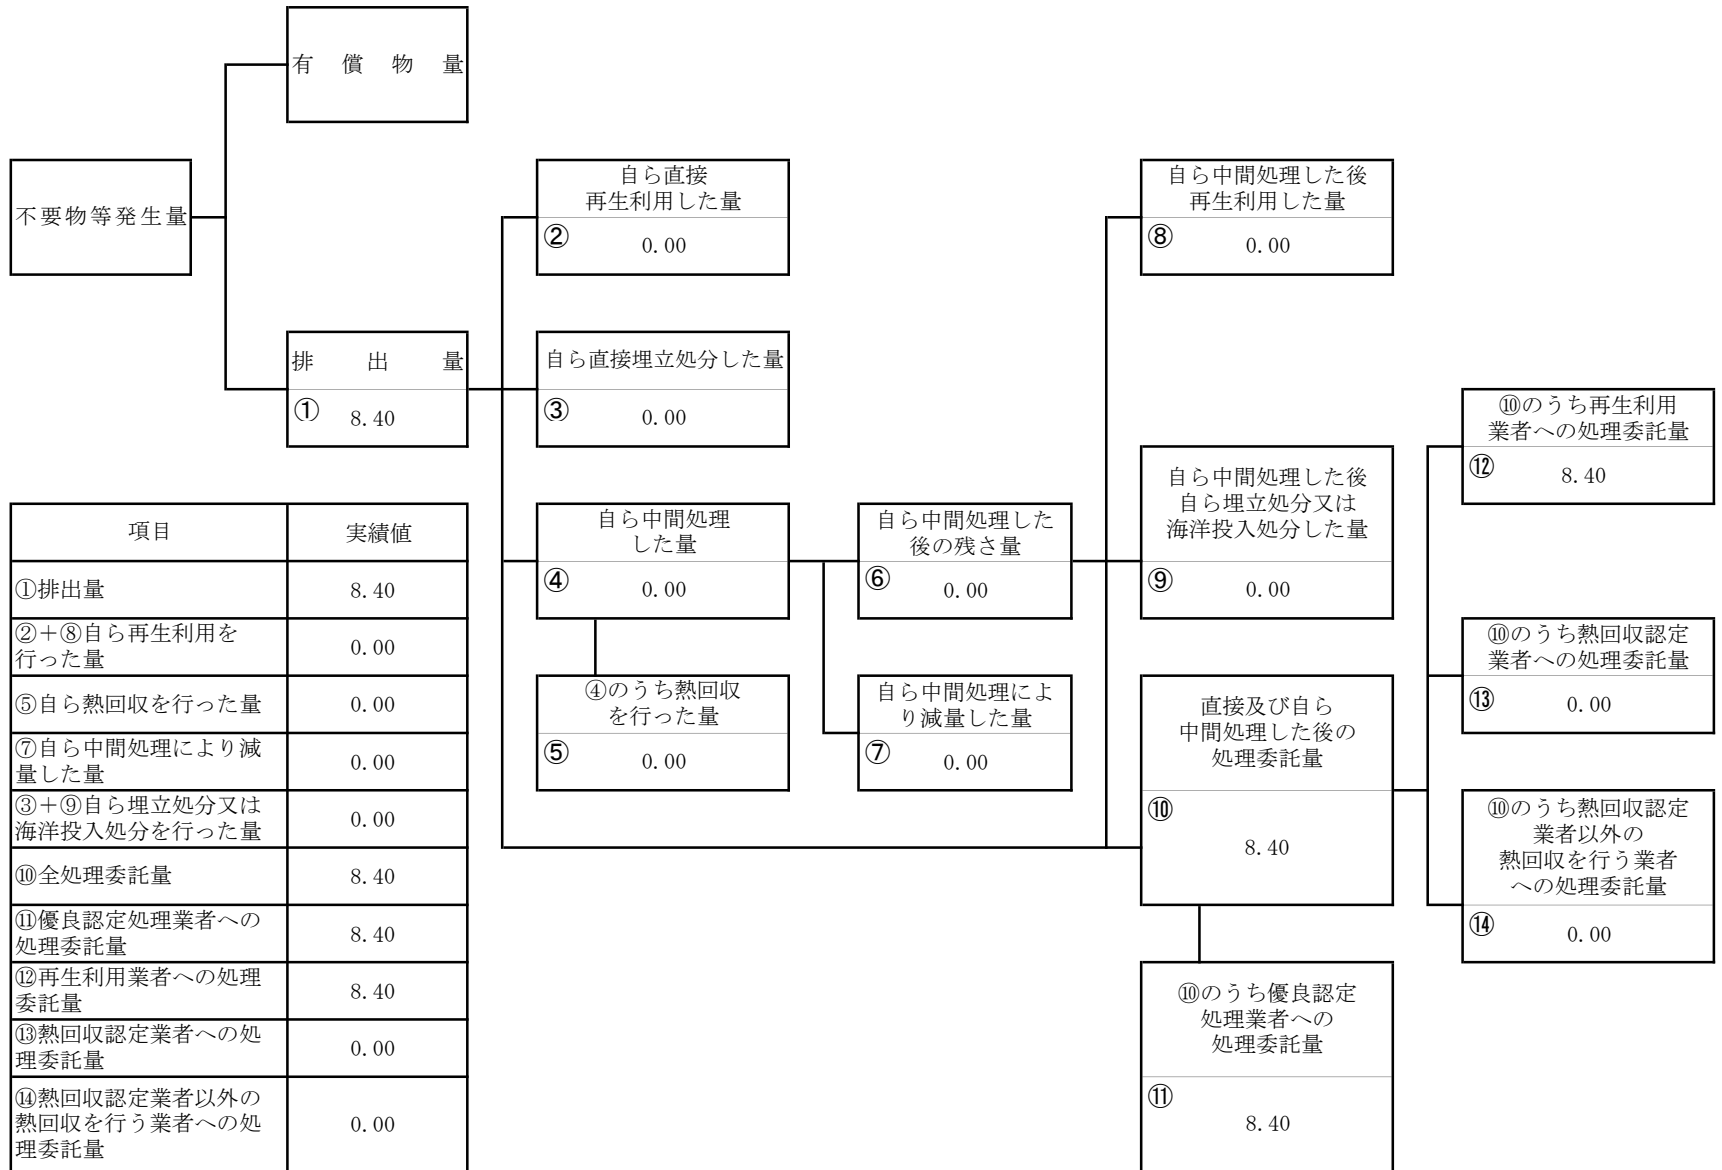 有償物量
不要物等発生量
自ら直接
再生利用した量
②
0.00
自ら中間処理した後
再生利用した量
⑧
0.00
排出量
①
8.40
自ら直接埋立処分した量
③
0.00
⑩のうち再生利用
業者への処理委託量
⑫
8.40
自ら中間処理した後
自ら埋立処分又は
海洋投入処分した量
⑨
0.00
自ら中間処理
した量
④
0.00
自ら中間処理した
後の残さ量
⑥
0.00
⑩のうち熱回収認定
業者への処理委託量
⑬
0.00
④のうち熱回収
を行った量
⑤
0.00
自ら中間処理によ
り減量した量
⑦
0.00
直接及び自ら
中間処理した後の
処理委託量
⑩
8.40
⑩のうち熱回収認定
業者以外の
熱回収を行う業者
への処理委託量
⑭
0.00
⑩のうち優良認定
処理業者への
処理委託量
⑪
8.40
項目 実績値
①排出量 8.40
②＋⑧自ら再生利用を
行った量 0.00
⑤自ら熱回収を行った量 0.00
⑦自ら中間処理により減
量した量 0.00
③＋⑨自ら埋立処分又は
海洋投入処分を行った量 0.00
⑩全処理委託量 8.40
⑪優良認定処理業者への
処理委託量 8.40
⑫再生利用業者への処理
委託量 8.40
⑬熱回収認定業者への処
理委託量 0.00
⑭熱回収認定業者以外の
熱回収を行う業者への処
理委託量 0.00